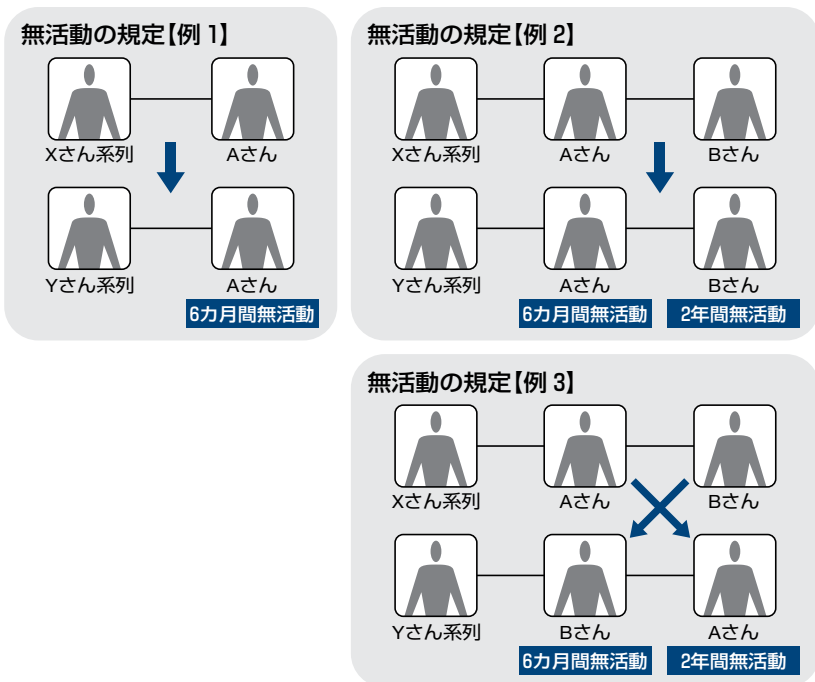 無活動の規定【例 1】
Xさん系列 Aさん
Yさん系列 Aさん
6カ月間無活動
無活動の規定【例 2】
Xさん系列 Aさん Bさん
Yさん系列 Aさん Bさん
6カ月間無活動 2年間無活動
無活動の規定【例 3】
Xさん系列 Aさん Bさん
Yさん系列 Bさん Aさん
6カ月間無活動 2年間無活動